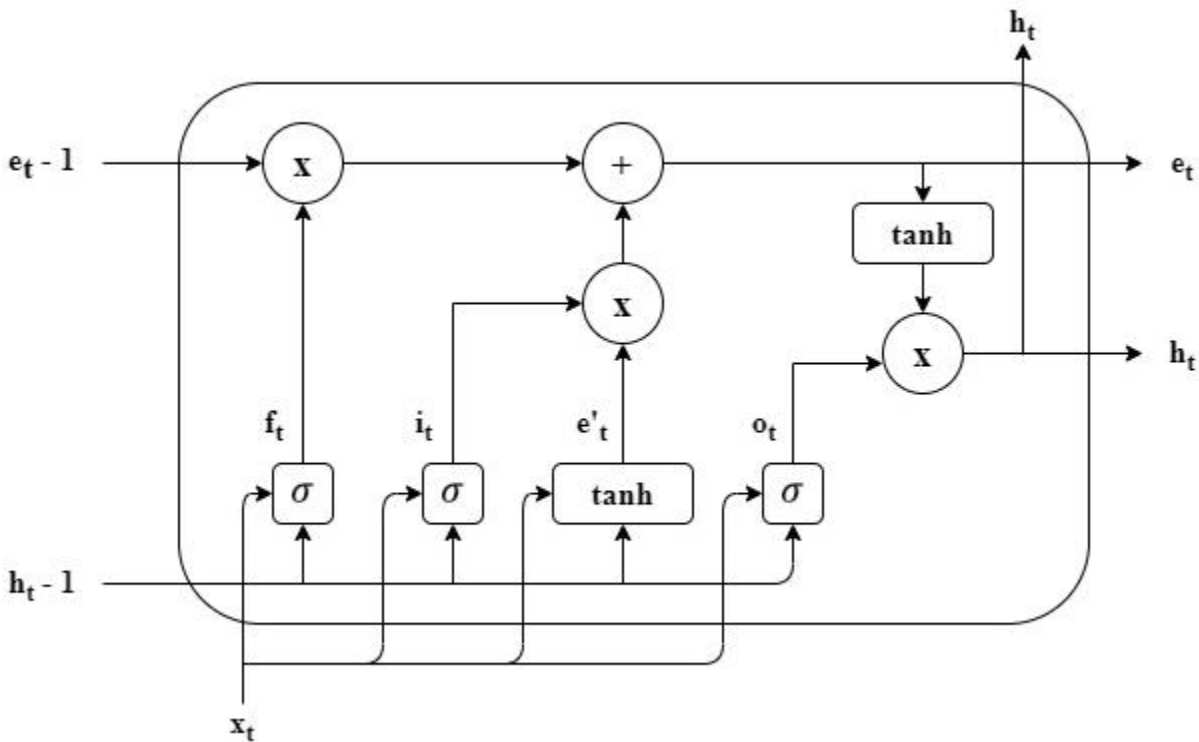 h_t
e_t - 1
x
+
e_t
tanh
x
x
h_t
f_t
i_t
e'_t
o_t
σ
σ
tanh
σ
h_t - 1
x_t